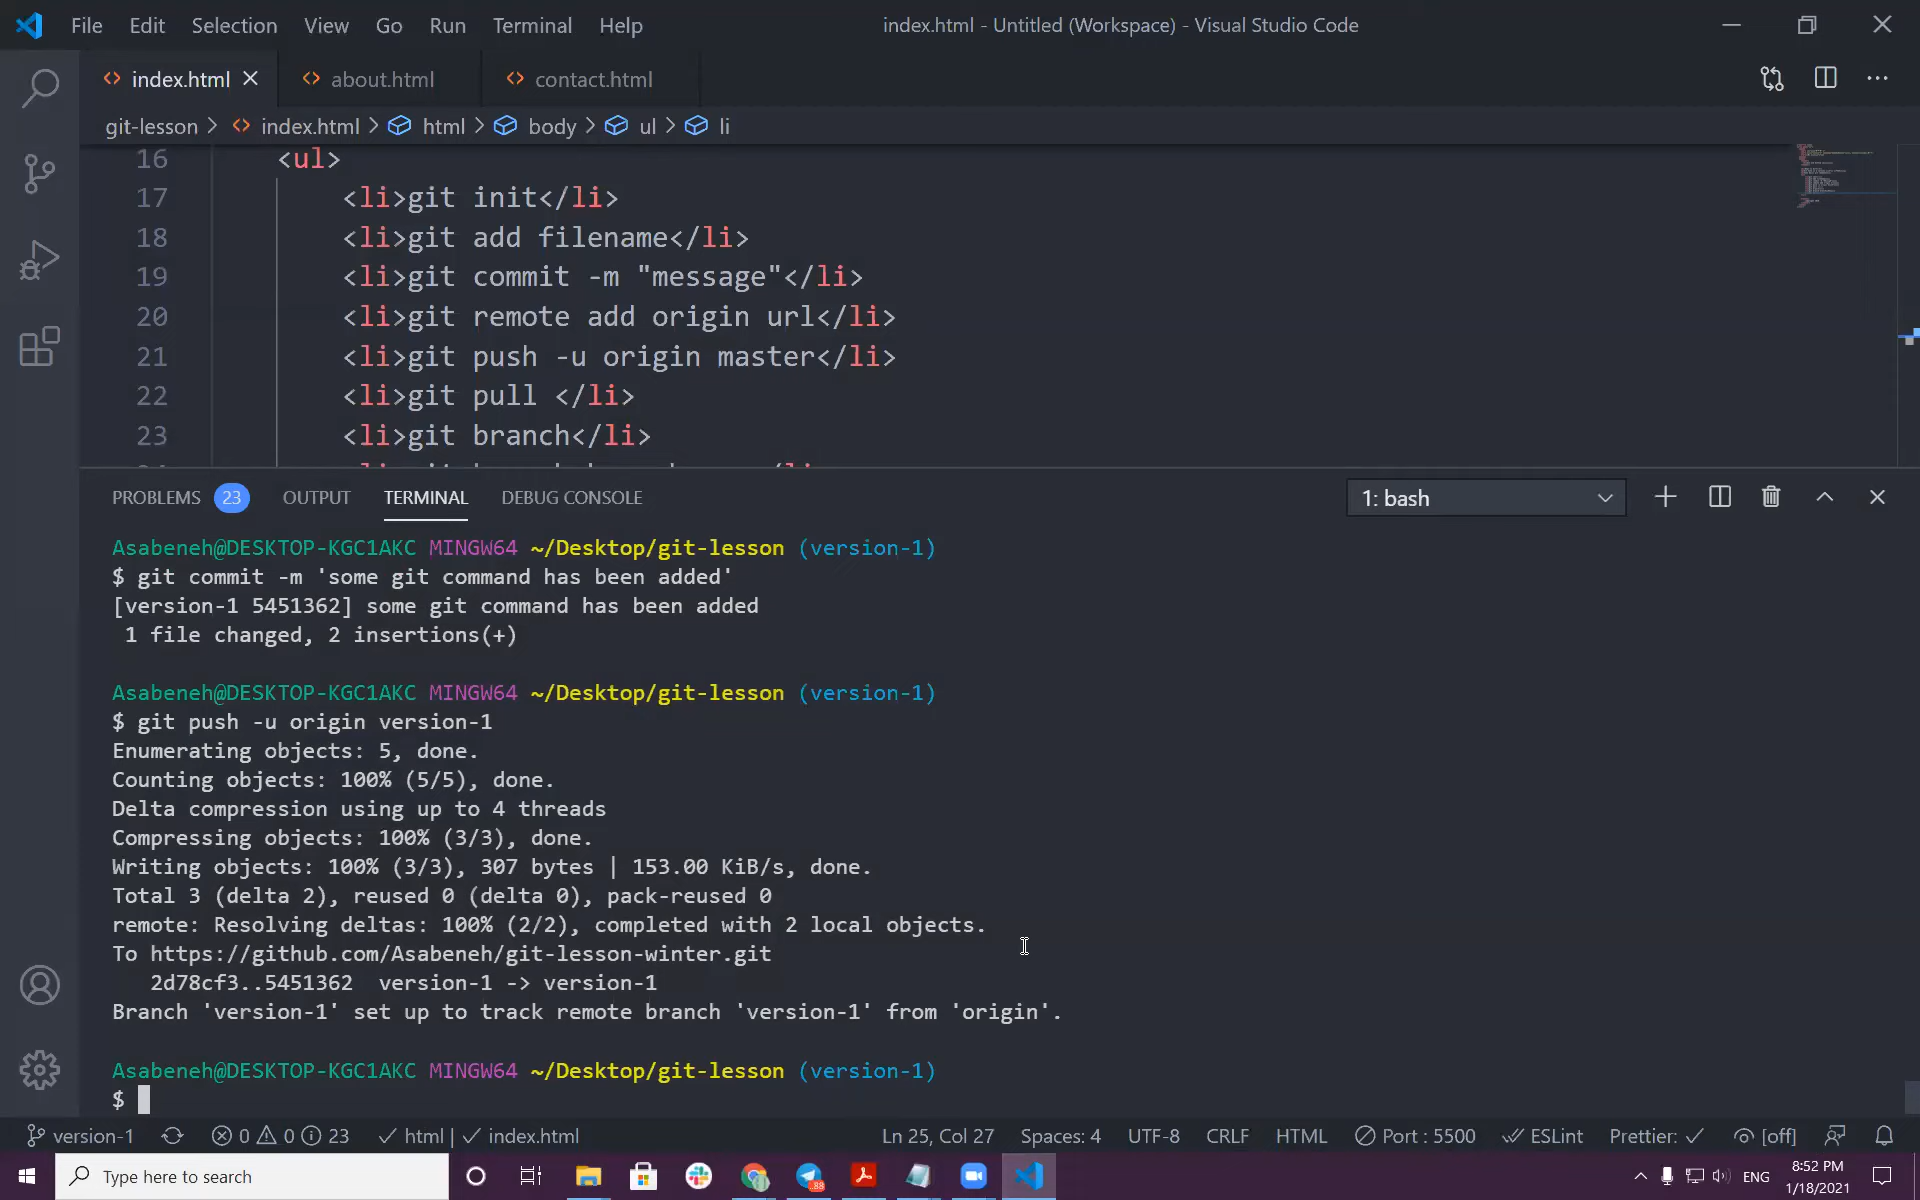 File Edit Selection View Go Run Terminal Help index.html - Untitled (Workspace) - Visual Studio Code
index.html about.html contact.html
git-lesson > index.html > html > body > ul > li
16 <ul>
17 <li>git init</li>
18 <li>git add filename</li>
19 <li>git commit -m "message"</li>
20 <li>git remote add origin url</li>
21 <li>git push -u origin master</li>
22 <li>git pull </li>
23 <li>git branch</li>
PROBLEMS 23 OUTPUT TERMINAL DEBUG CONSOLE 1: bash
Asabeneh@DESKTOP-KGC1AKC MINGW64 ~/Desktop/git-lesson (version-1)
$ git commit -m 'some git command has been added'
[version-1 5451362] some git command has been added
1 file changed, 2 insertions(+)
Asabeneh@DESKTOP-KGC1AKC MINGW64 ~/Desktop/git-lesson (version-1)
$ git push -u origin version-1
Enumerating objects: 5, done.
Counting objects: 100% (5/5), done.
Delta compression using up to 4 threads
Compressing objects: 100% (3/3), done.
Writing objects: 100% (3/3), 307 bytes | 153.00 KiB/s, done.
Total 3 (delta 2), reused 0 (delta 0), pack-reused 0
remote: Resolving deltas: 100% (2/2), completed with 2 local objects.
To https://github.com/Asabeneh/git-lesson-winter.git
2d78cf3..5451362 version-1 -> version-1
Branch 'version-1' set up to track remote branch 'version-1' from 'origin'.
Asabeneh@DESKTOP-KGC1AKC MINGW64 ~/Desktop/git-lesson (version-1)
$
version-1 0 0 23 html | index.html Ln 25, Col 27 Spaces: 4 UTF-8 CRLF HTML Port : 5500 ESLint Prettier: [off]
Type here to search ENG 8:52 PM
1/18/2021